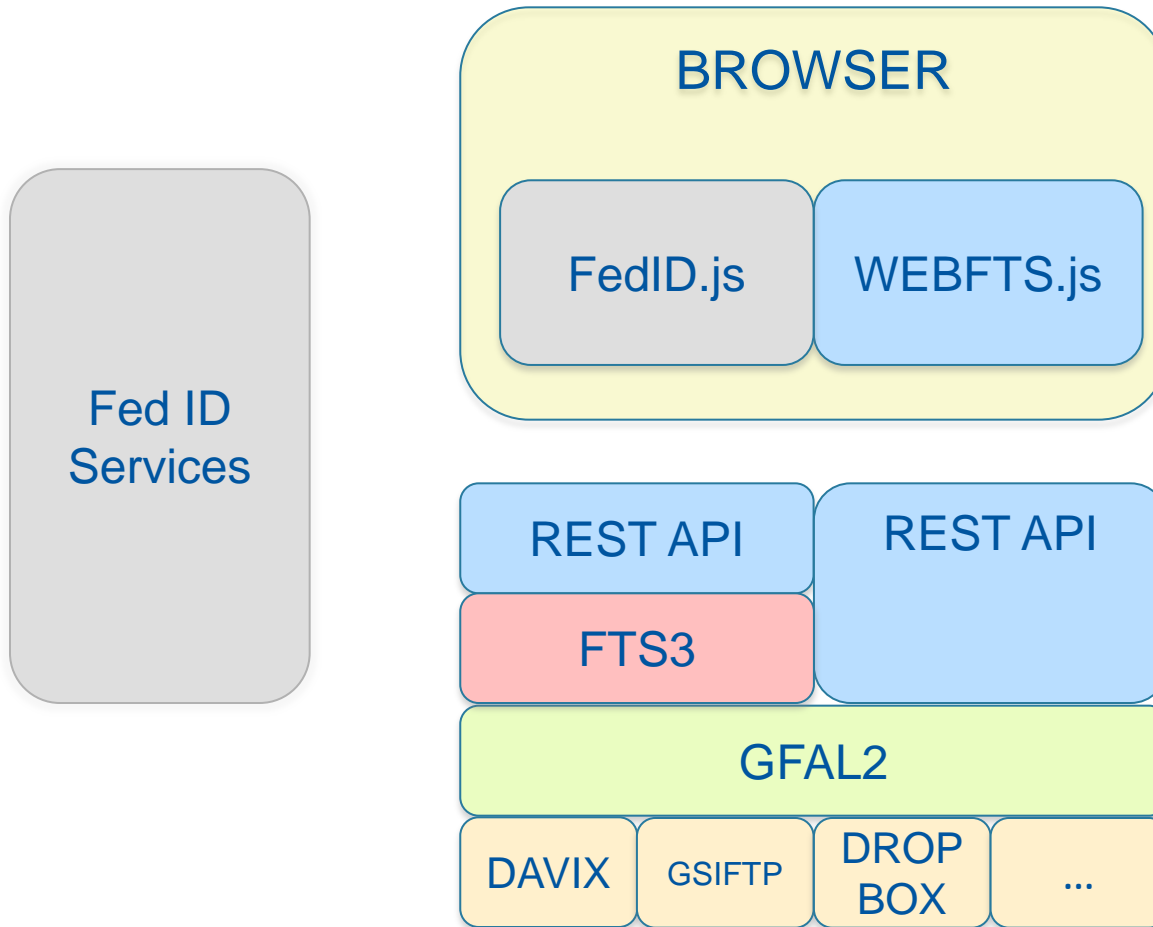 BROWSER
FedID.js
WEBFTS.js
Fed ID
Services
REST API
REST API
FTS3
GFAL2
DAVIX
GSIFTP
DROP
BOX
...